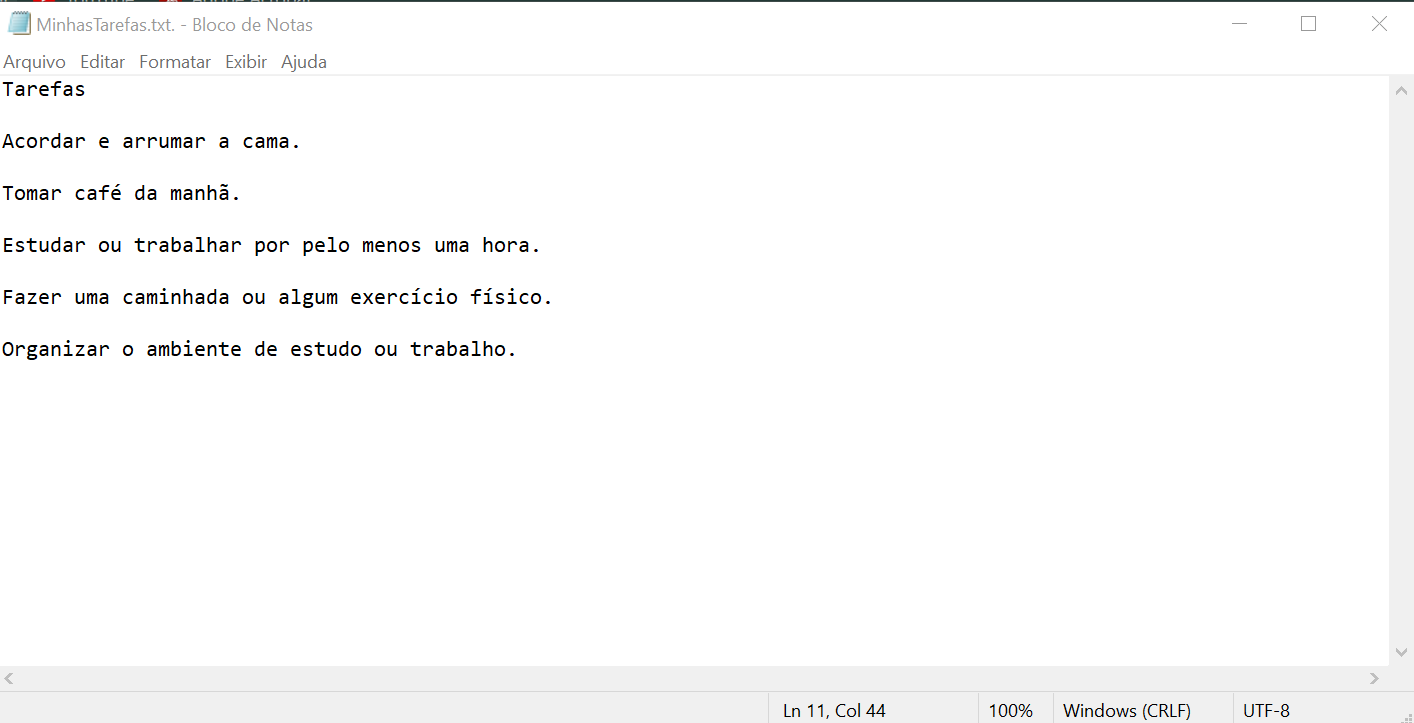 MinhasTarefas.txt. - Bloco de Notas
Arquivo Editar Formatar Exibir Ajuda
Tarefas
Acordar e arrumar a cama.
Tomar café da manhã.
Estudar ou trabalhar por pelo menos uma hora.
Fazer uma caminhada ou algum exercício físico.
Organizar o ambiente de estudo ou trabalho.
Ln 11, Col 44 100% Windows (CRLF) UTF-8